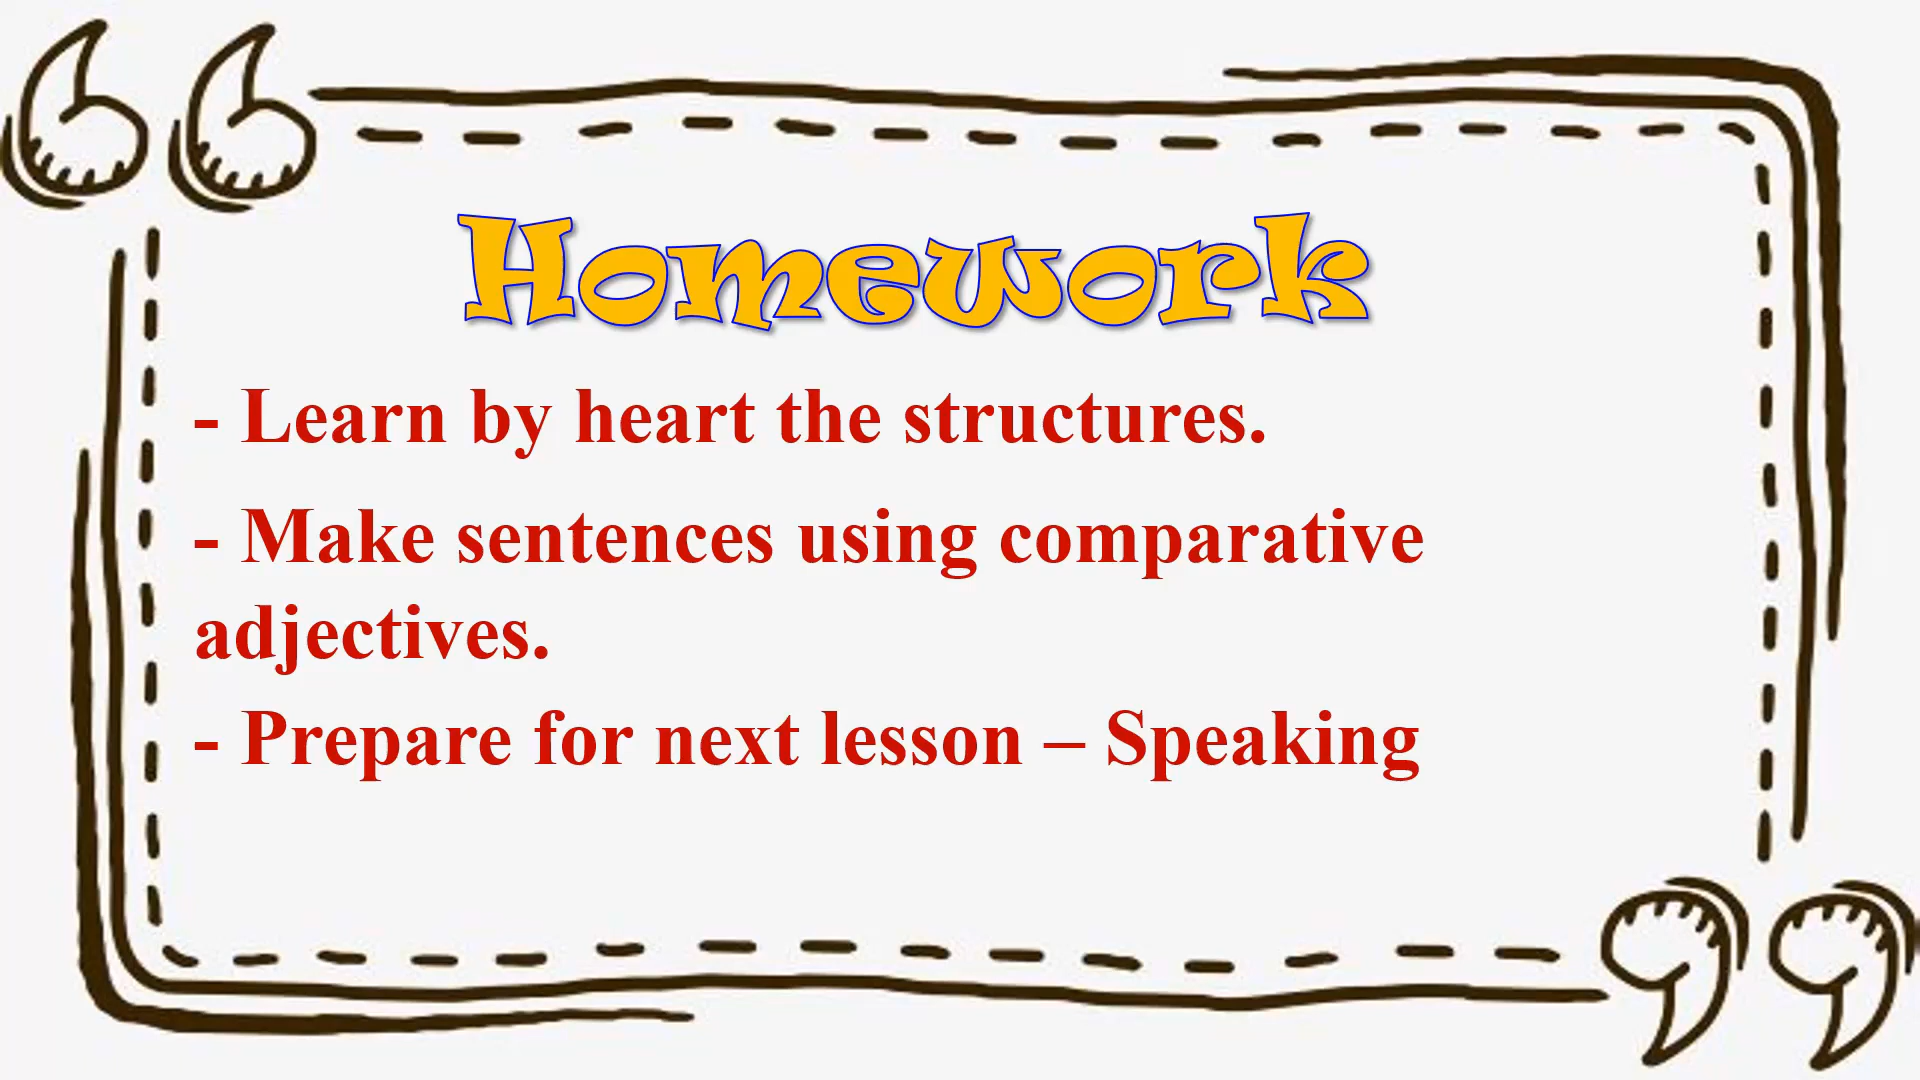 Homework
- Learn by heart the structures.
- Make sentences using comparative
adjectives.
- Prepare for next lesson – Speaking